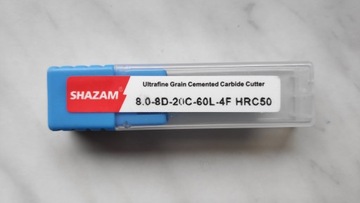 SHAZAM
Ultrafine Grain Cemented Carbide Cutter
8.0-8D-20C-60L-4F HRC50